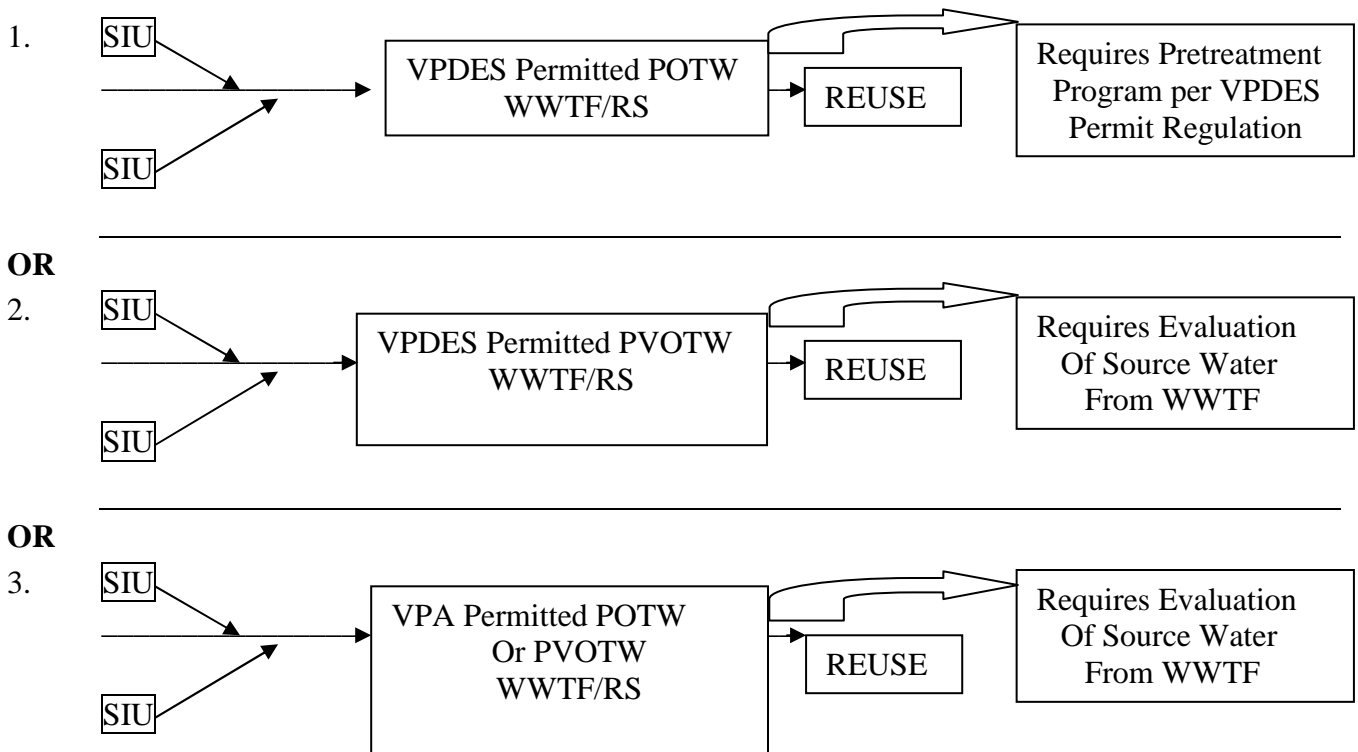 1.
SIU
SIU
VPDES Permitted POTW
WWTF/RS
REUSE
Requires Pretreatment
Program per VPDES
Permit Regulation
OR
2.
SIU
SIU
VPDES Permitted PVOTW
WWTF/RS
REUSE
Requires Evaluation
Of Source Water
From WWTF
OR
3.
SIU
SIU
VPA Permitted POTW
Or PVOTW
WWTF/RS
REUSE
Requires Evaluation
Of Source Water
From WWTF